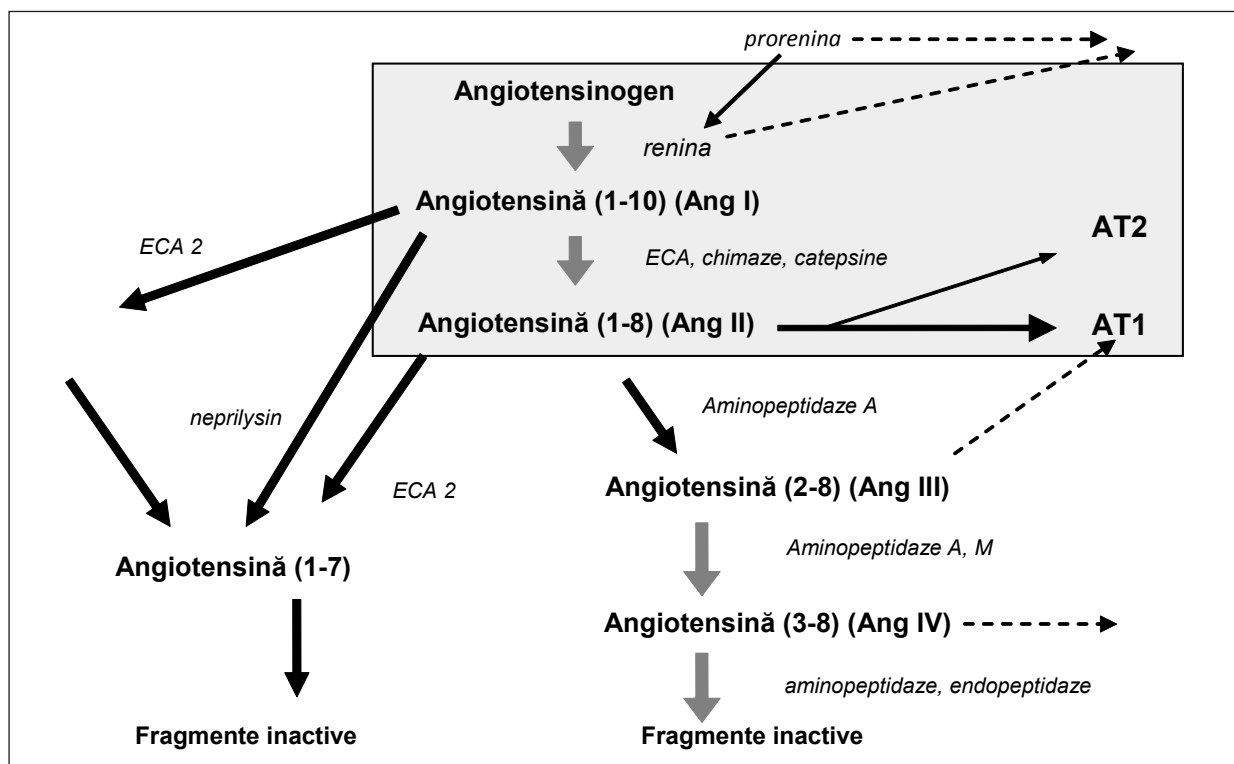 prorenina
Angiotensinogen
renina
Angiotensină (1-10) (Ang I)
AT2
ECA 2
ECA, chimaze, catepsine
Angiotensină (1-8) (Ang II)
AT1
Aminopeptidaze A
neprilysin
ECA 2
Angiotensină (2-8) (Ang III)
Aminopeptidaze A, M
Angiotensină (1-7)
Angiotensină (3-8) (Ang IV)
aminopeptidaze, endopeptidaze
Fragmente inactive
Fragmente inactive